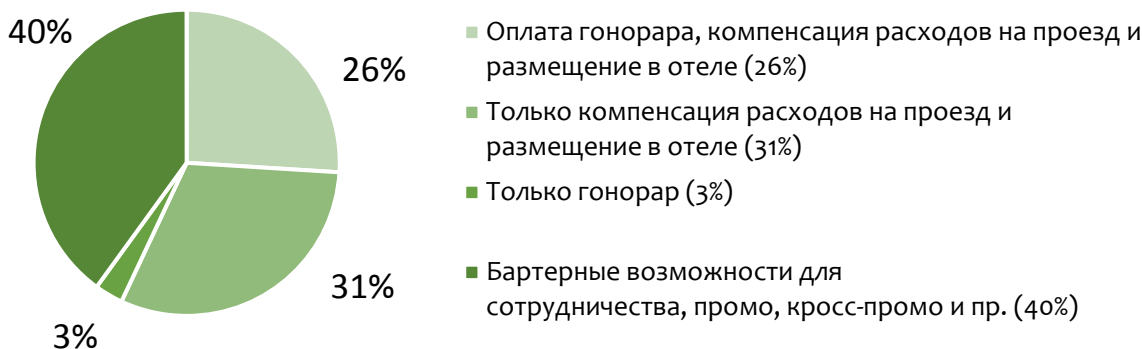 40%
26%
31%
3%
Оплата гонорара, компенсация расходов на проезд и
размещение в отеле (26%)
Только компенсация расходов на проезд и
размещение в отеле (31%)
Только гонорар (3%)
Бартерные возможности для
сотрудничества, промо, кросс-промо и пр. (40%)